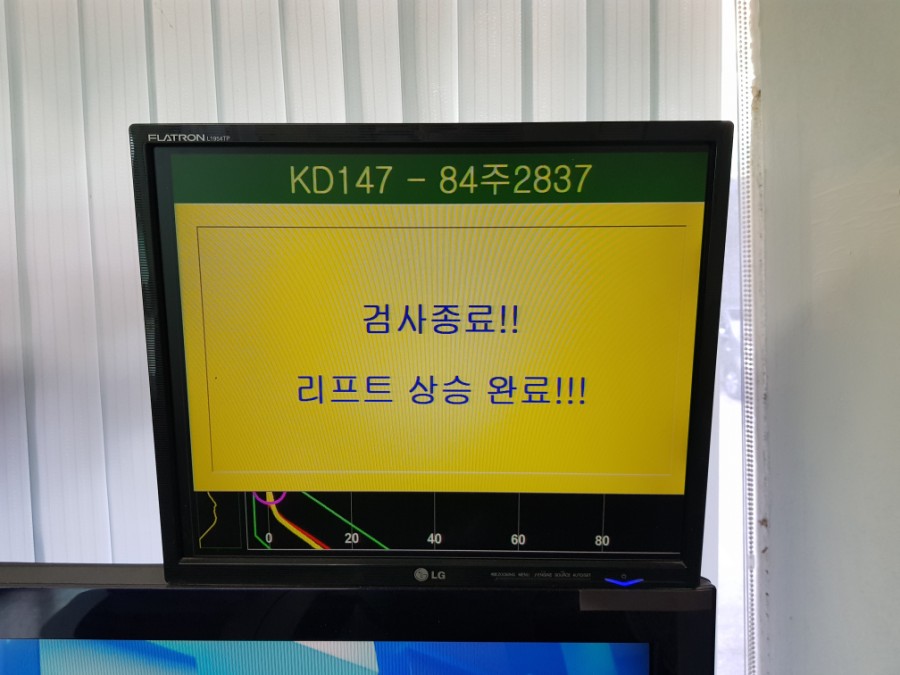 FLATRON L1954TP
KD147 - 84주2837
검사종료!!
리프트 상승 완료!!!
0 20 40 60 80
LG